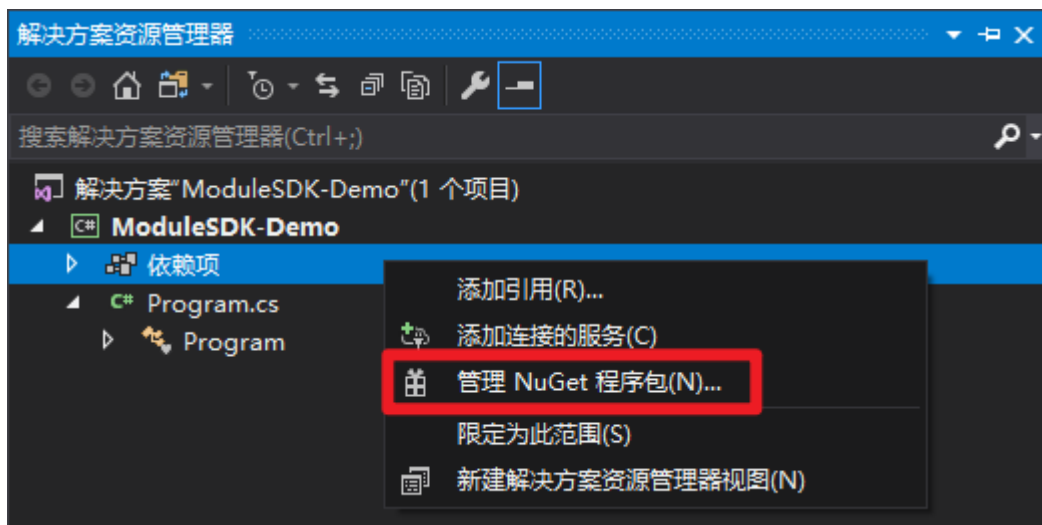 解决方案资源管理器
搜索解决方案资源管理器(Ctrl+;)
解决方案"ModuleSDK-Demo"(1 个项目)
C# ModuleSDK-Demo
依赖项
C# Program.cs
Program
添加引用(R)...
添加连接的服务(C)
管理 NuGet 程序包(N)...
限定为此范围(S)
新建解决方案资源管理器视图(N)